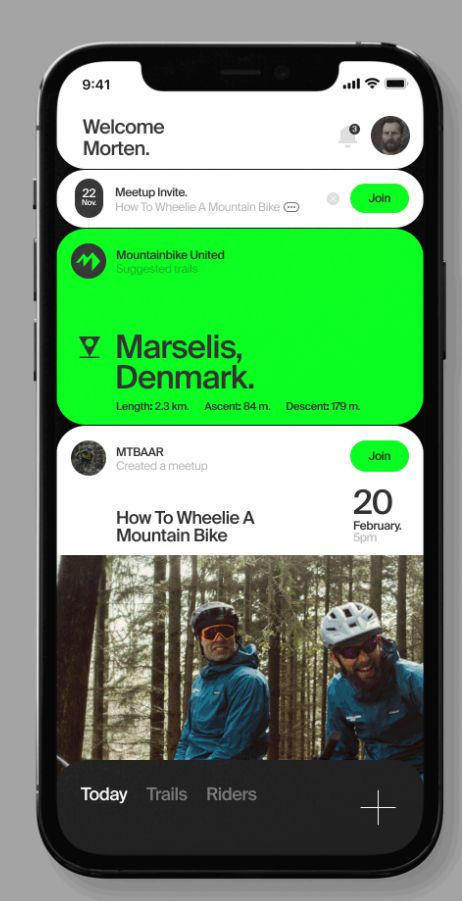 9:41
Welcome
Morten.
3
22
Nov.
Meetup Invite.
How To Wheelie A Mountain Bike
Join
Mountainbike United
Suggested trails
Marselis,
Denmark.
Length: 2.3 km. Ascent: 84 m. Descent: 179 m.
MTBAAR
Created a meetup
Join
20
February.
5pm
How To Wheelie A
Mountain Bike
Today Trails Riders